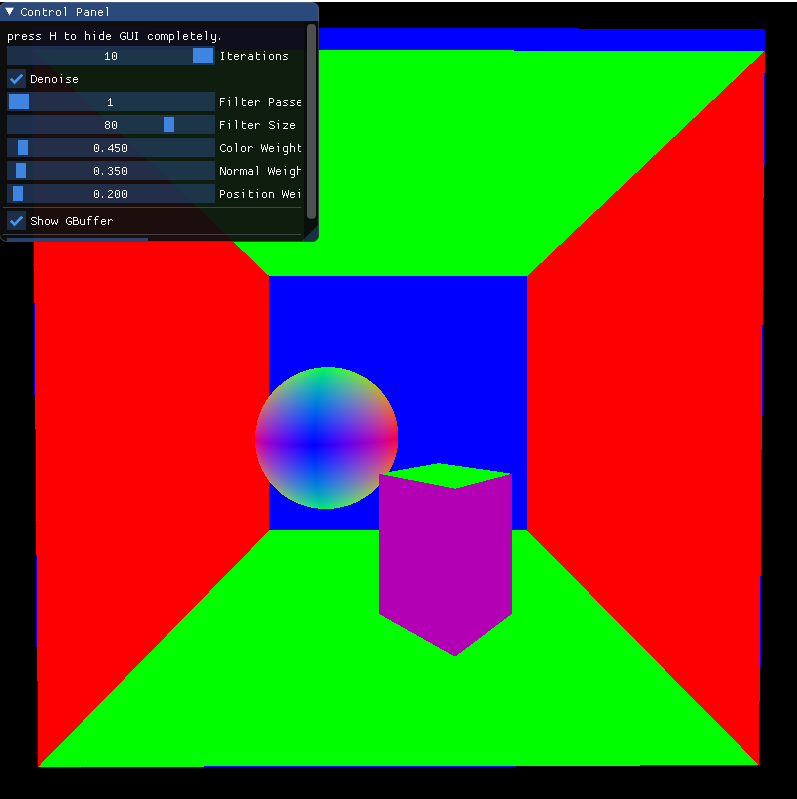 Control Panel
press H to hide GUI completely.
10 Iterations
Denoise
1 Filter Passe
80 Filter Size
0.450 Color Weight
0.350 Normal Weigh
0.200 Position Wei
Show GBuffer